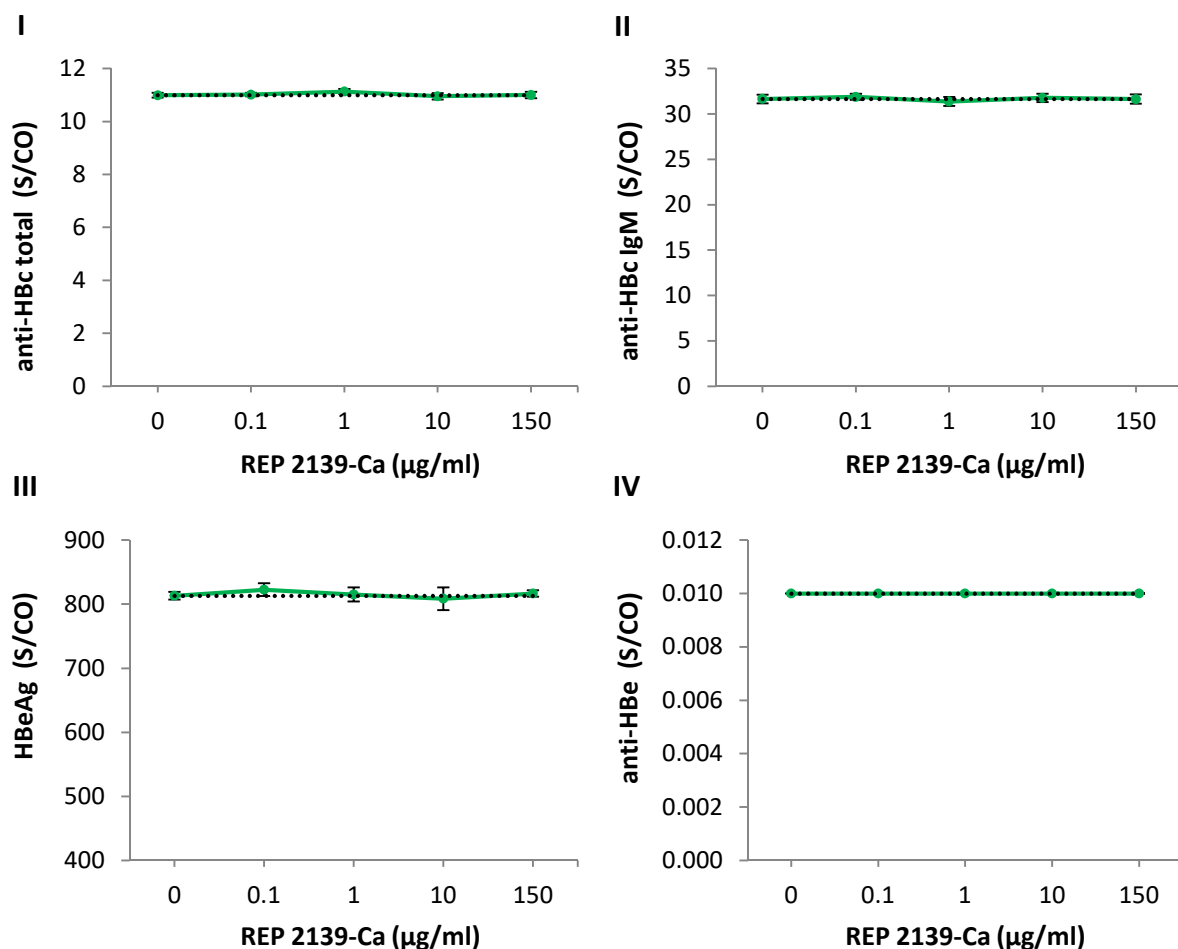 I
anti-HBc total (S/CO)
12
10
8
6
4
2
0
0 0.1 1 10 150
REP 2139-Ca (µg/ml)
II
anti-HBc IgM (S/CO)
35
30
25
20
15
10
5
0
0 0.1 1 10 150
REP 2139-Ca (µg/ml)
III
HBeAg (S/CO)
900
800
700
600
500
400
0 0.1 1 10 150
REP 2139-Ca (µg/ml)
IV
anti-HBe (S/CO)
0.012
0.010
0.008
0.006
0.004
0.002
0.000
0 0.1 1 10 150
REP 2139-Ca (µg/ml)